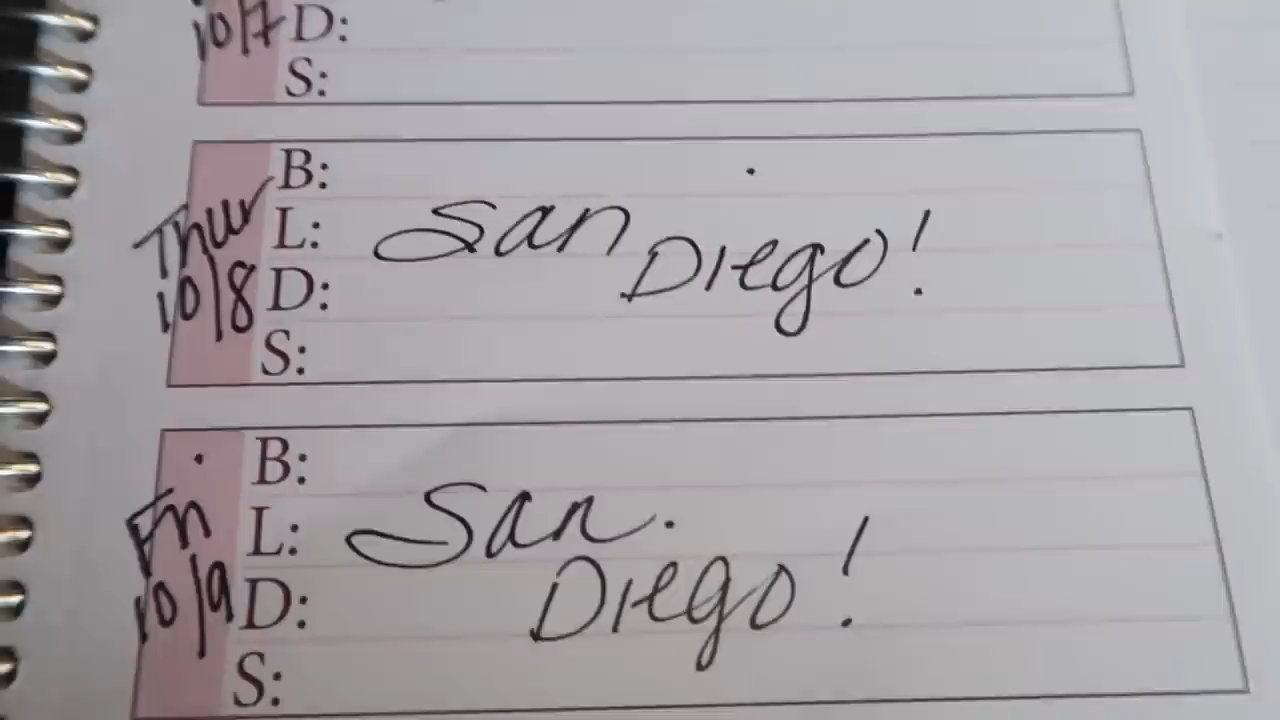 10/7 D:
S:
B:
Thur L: San Diego!
10/8 D:
S:
B:
Fri L: San Diego!
10/9 D:
S: